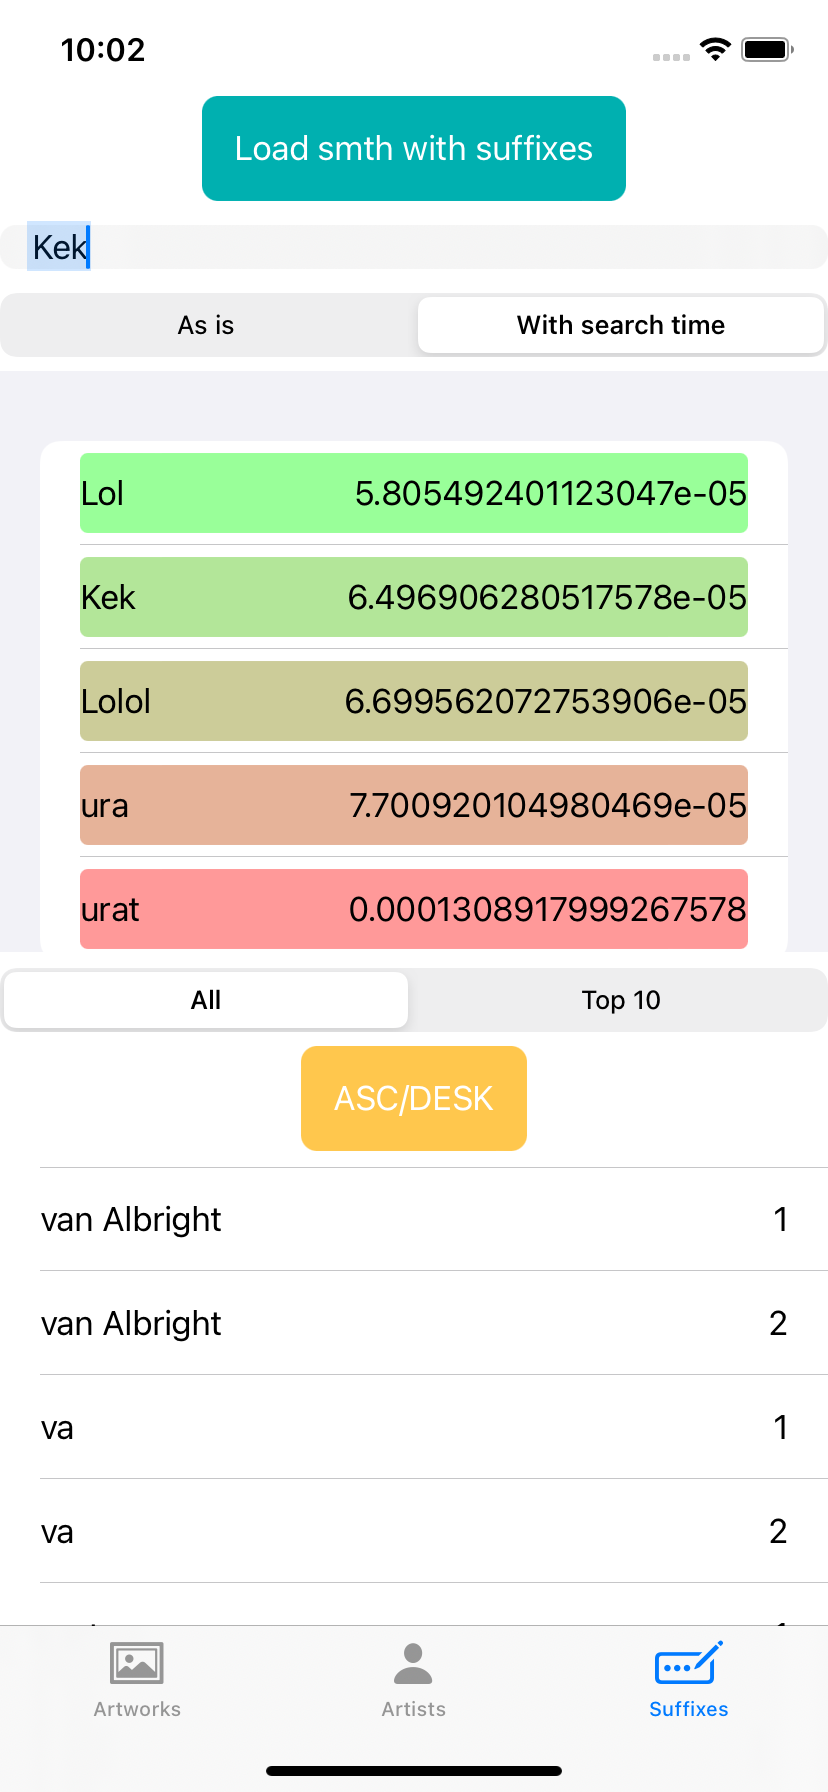 10:02
Load smth with suffixes
Kek
As is With search time
Lol 5.805492401123047e-05
Kek 6.496906280517578e-05
Lolol 6.699562072753906e-05
ura 7.700920104980469e-05
urat 0.0001308917999267578
All Top 10
ASC/DESK
van Albright 1
van Albright 2
va 1
va 2
Artworks Artists Suffixes